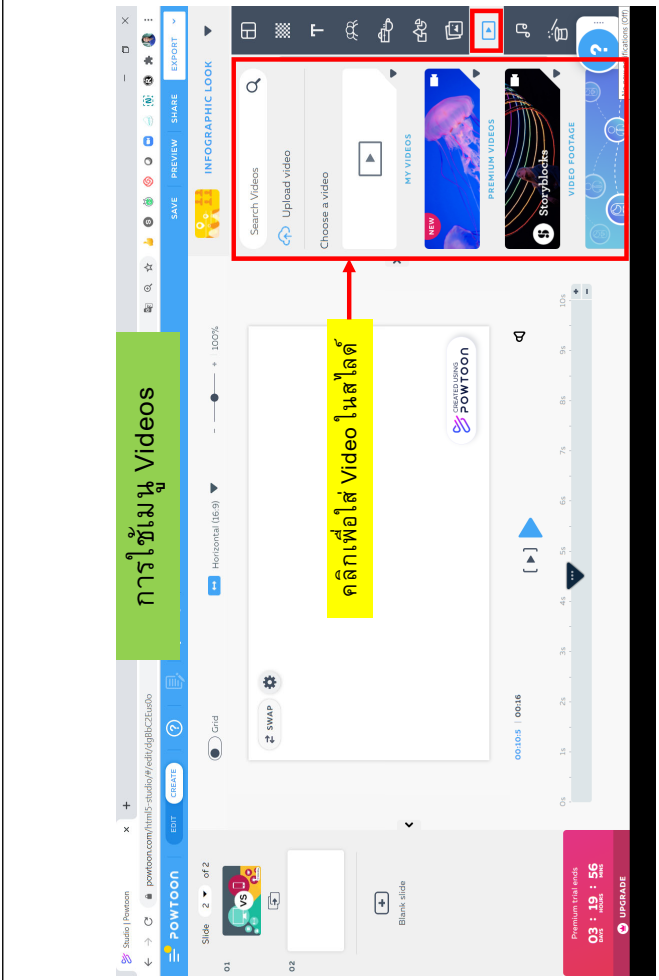 การใช้เมนู Videos
Studio | Powtoon
powtoon.com/html5-studio/#/edit/dgBbC2Eus0o
POWTOON
EDIT
CREATE
SAVE
PREVIEW
SHARE
EXPORT
Slide 2 of 2
Grid
Horizontal (16:9)
100%
INFOGRAPHIC LOOK
01
VS
02
Blank slide
SWAP
คลิกเพื่อใส่ Video ในสไลด์
CREATED USING
POWTOON
Search Videos
Upload video
Choose a video
MY VIDEOS
NEW
PREMIUM VIDEOS
Storyblocks
VIDEO FOOTAGE
00:10:5 | 00:16
0s 1s 2s 3s 4s 5s 6s 7s 8s 9s 10s
Premium trial ends
03 : 19 : 56
DAYS HOURS MINS
UPGRADE